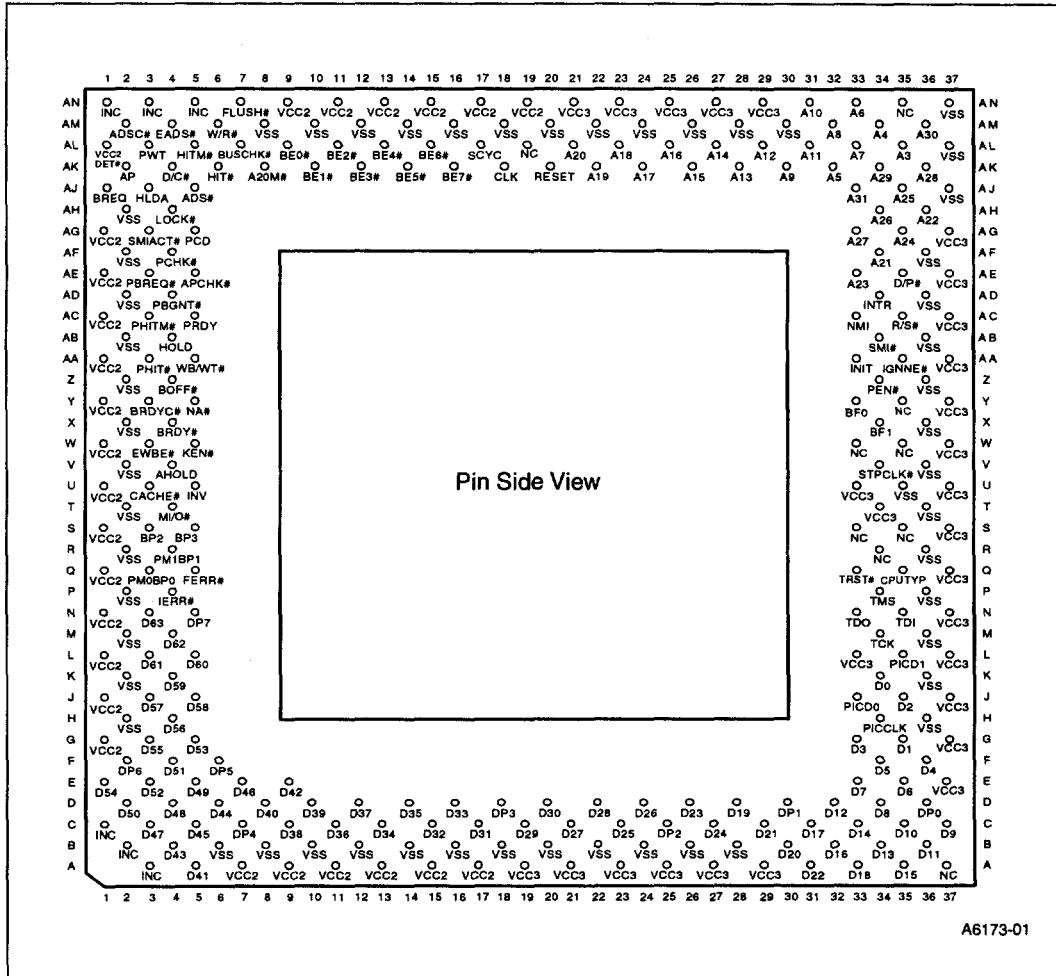 1 2 3 4 5 6 7 8 9 10 11 12 13 14 15 16 17 18 19 20 21 22 23 24 25 26 27 28 29 30 31 32 33 34 35 36 37
AN INC INC INC FLUSH# VCC2 VCC2 VCC2 VCC2 VCC2 VCC2 VCC3 VCC3 VCC3 VCC3 VCC3 A10 A6 NC VSS AN
AM ADSC# EADS# W/R# VSS VSS VSS VSS VSS VSS VSS VSS VSS VSS VSS VSS A8 A4 A30 AM
AL VCC2 DET# PWT HITM# BUSCHK# BE0# BE2# BE4# BE6# SCYC NC A20 A18 A16 A14 A12 A11 A7 A3 VSS AL
AK AP D/C# HIT# A20M# BE1# BE3# BE5# BE7# CLK RESET A19 A17 A15 A13 A9 A5 A29 A28 AK
AJ BREQ HLDA ADS# A31 A25 VSS AJ
AH VSS LOCK# A26 A22 AH
AG VCC2 SMIACT# PCD A27 A24 VCC3 AG
AF VSS PCHK# A21 VSS AF
AE VCC2 PBREQ# APCHK# A23 D/P# VCC3 AE
AD VSS PBGNT# INTR VSS AD
AC VCC2 PHITM# PRDY NMI R/S# VCC3 AC
AB VSS HOLD SMI# VSS AB
AA VCC2 PHIT# WB/WT# INIT IGNNE# VCC3 AA
Z VSS BOFF# PEN# VSS Z
Y VCC2 BRDYC# NA# BF0 NC VCC3 Y
X VSS BRDY# BF1 VSS X
W VCC2 EWBE# KEN# NC NC VCC3 W
V VSS AHOLD STPCLK# VSS V
Pin Side View
U VCC2 CACHE# INV VCC3 VSS VCC3 U
T VSS MI/O# VCC3 VSS T
S VCC2 BP2 BP3 NC NC VCC3 S
R VSS PM1BP1 NC VSS R
Q VCC2 PM0BP0 FERR# TRST# CPUTYP VCC3 Q
P VSS IERR# TMS VSS P
N VCC2 D63 DP7 TDO TDI VCC3 N
M VSS D62 TCK VSS M
L VCC2 D61 D60 VCC3 PICD1 VCC3 L
K VSS D59 D0 VSS K
J VCC2 D57 D58 PICD0 D2 VCC3 J
H VSS D56 PICCLK VSS H
G VCC2 D55 D53 D3 D1 VCC3 G
F DP6 D51 DP5 D5 D4 F
E D54 D52 D49 D46 D42 D7 D6 VCC3 E
D D50 D48 D44 D40 D39 D37 D35 D33 DP3 D30 D28 D26 D23 D19 DP1 D12 D8 DP0 D
C INC D47 D45 DP4 D38 D36 D34 D32 D31 D29 D27 D25 DP2 D24 D21 D17 D14 D10 D9 C
B INC D43 VSS VSS VSS VSS VSS VSS VSS VSS VSS VSS VSS VSS D20 D16 D13 D11 B
A INC D41 VCC2 VCC2 VCC2 VCC2 VCC2 VCC2 VCC3 VCC3 VCC3 VCC3 VCC3 VCC3 D22 D18 D15 NC A
1 2 3 4 5 6 7 8 9 10 11 12 13 14 15 16 17 18 19 20 21 22 23 24 25 26 27 28 29 30 31 32 33 34 35 36 37
A6173-01